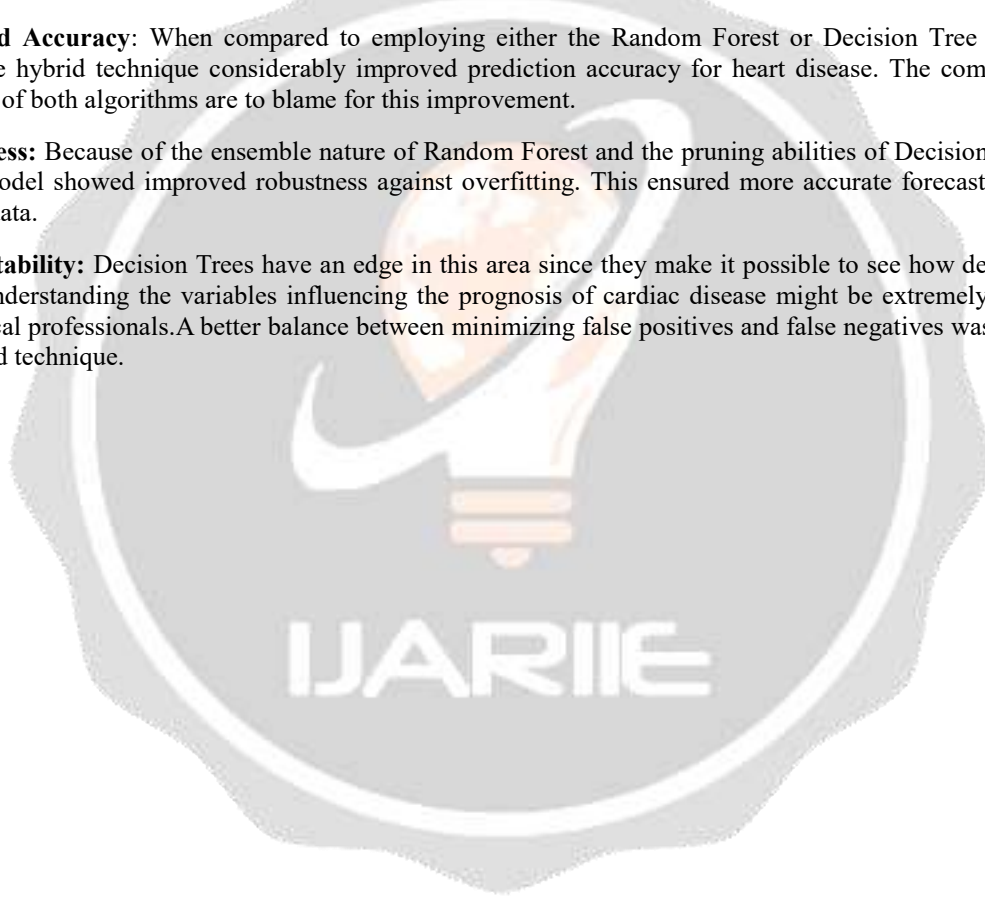 d Accuracy: When compared to employing either the Random Forest or Decision Tree
e hybrid technique considerably improved prediction accuracy for heart disease. The com
of both algorithms are to blame for this improvement.
ess: Because of the ensemble nature of Random Forest and the pruning abilities of Decision
odel showed improved robustness against overfitting. This ensured more accurate forecast
ata.
tability: Decision Trees have an edge in this area since they make it possible to see how de
nderstanding the variables influencing the prognosis of cardiac disease might be extremely
cal professionals.A better balance between minimizing false positives and false negatives was
d technique.
IJARIIE